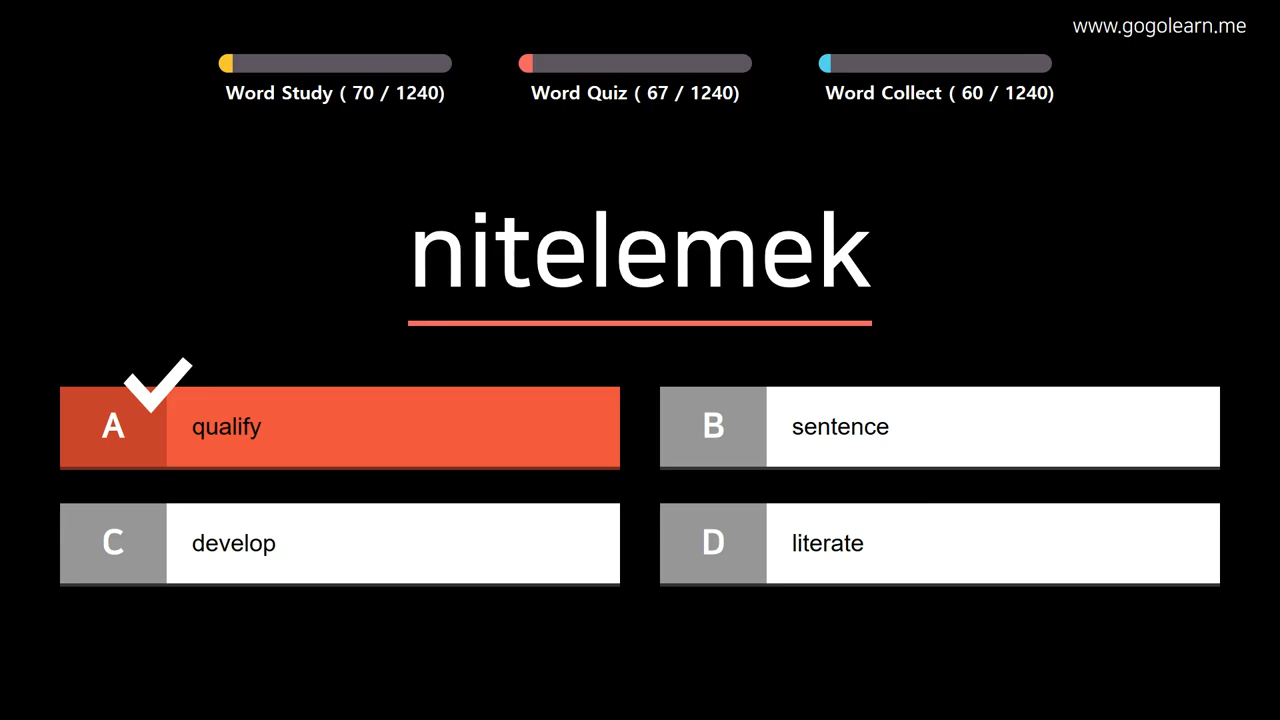 www.gogolearn.me
Word Study ( 70 / 1240)
Word Quiz ( 67 / 1240)
Word Collect ( 60 / 1240)
nitelemek
A qualify
B sentence
C develop
D literate